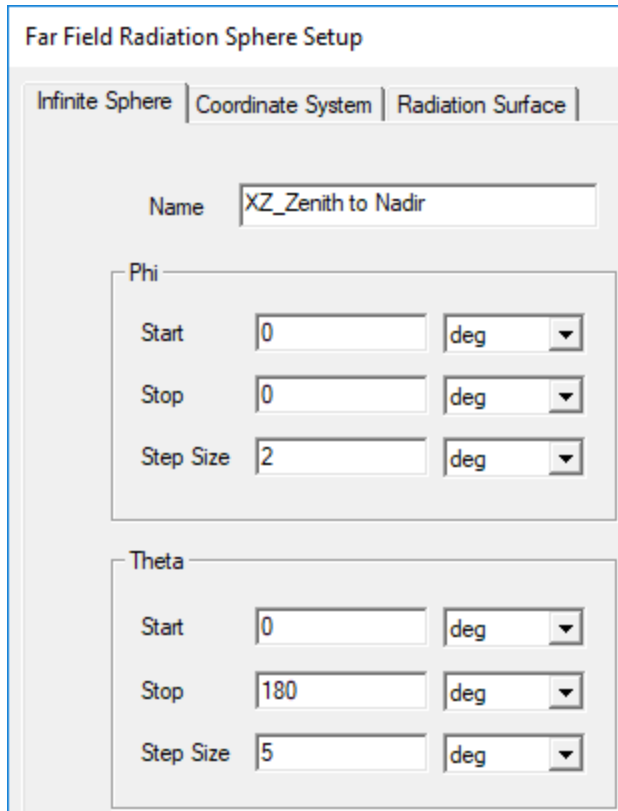 Far Field Radiation Sphere Setup
Infinite Sphere Coordinate System Radiation Surface
Name XZ_Zenith to Nadir
Phi
Start 0 deg
Stop 0 deg
Step Size 2 deg
Theta
Start 0 deg
Stop 180 deg
Step Size 5 deg